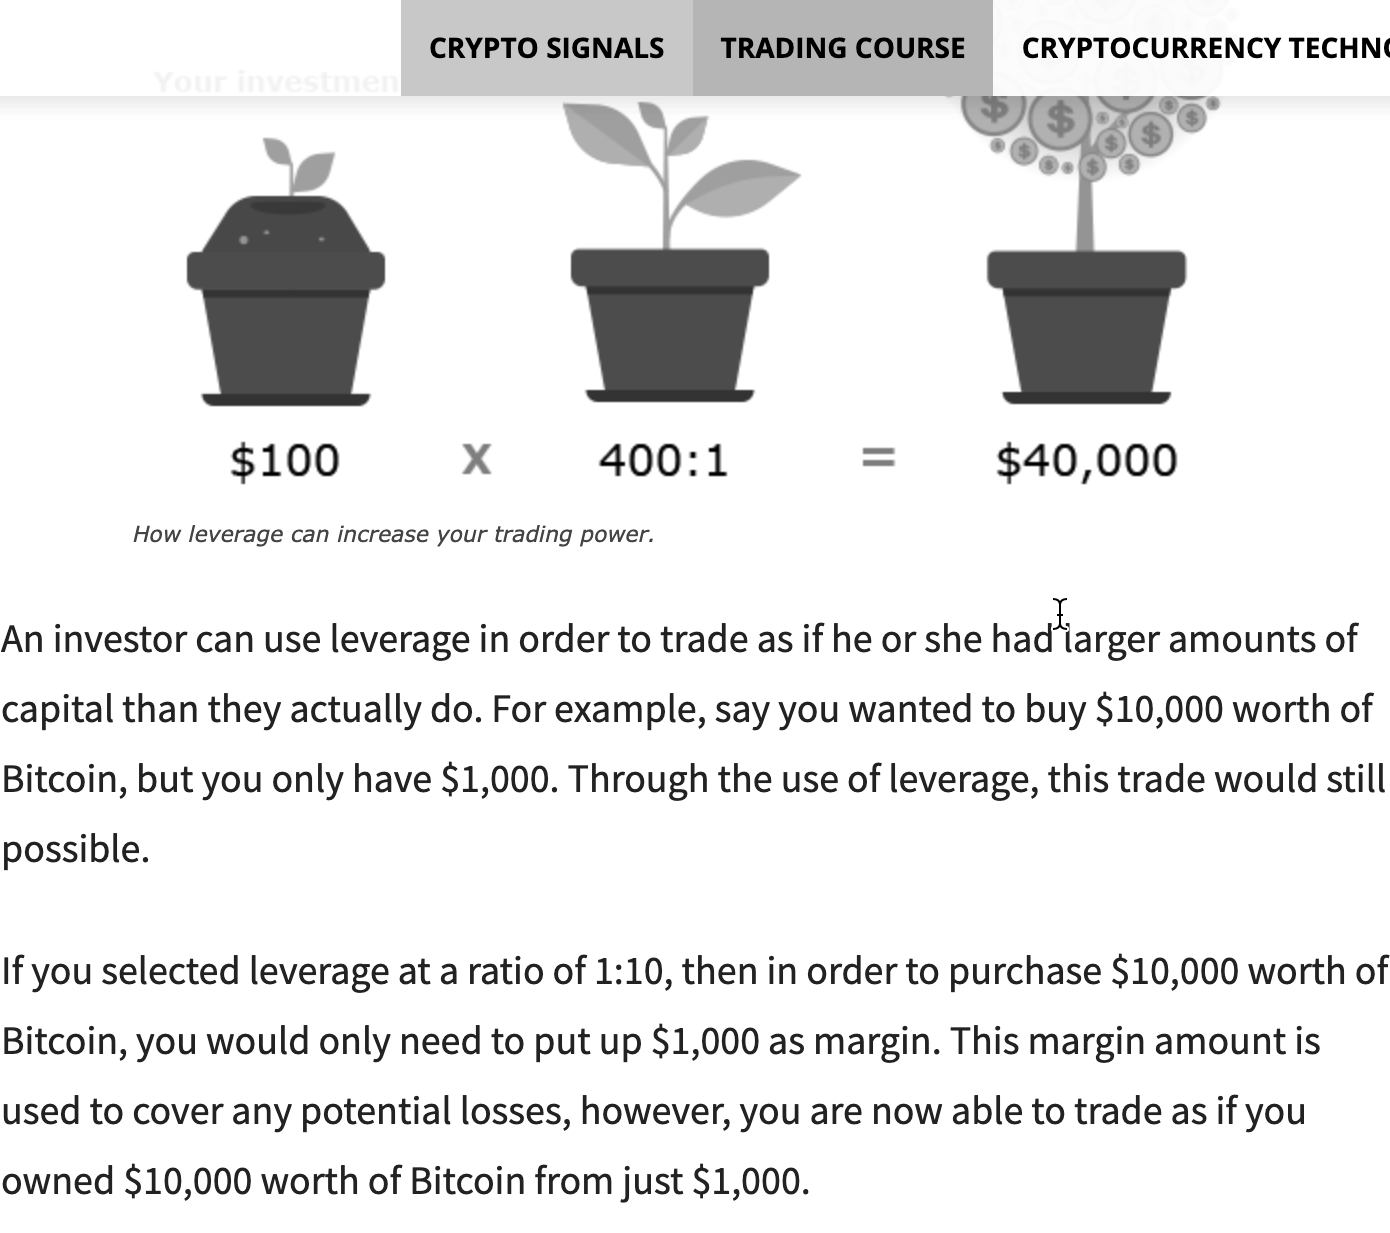 CRYPTO SIGNALS TRADING COURSE CRYPTOCURRENCY TECHNO
Your investmen
$100 x 400:1 = $40,000
How leverage can increase your trading power.
An investor can use leverage in order to trade as if he or she had larger amounts of
capital than they actually do. For example, say you wanted to buy $10,000 worth of
Bitcoin, but you only have $1,000. Through the use of leverage, this trade would still
possible.
If you selected leverage at a ratio of 1:10, then in order to purchase $10,000 worth of
Bitcoin, you would only need to put up $1,000 as margin. This margin amount is
used to cover any potential losses, however, you are now able to trade as if you
owned $10,000 worth of Bitcoin from just $1,000.